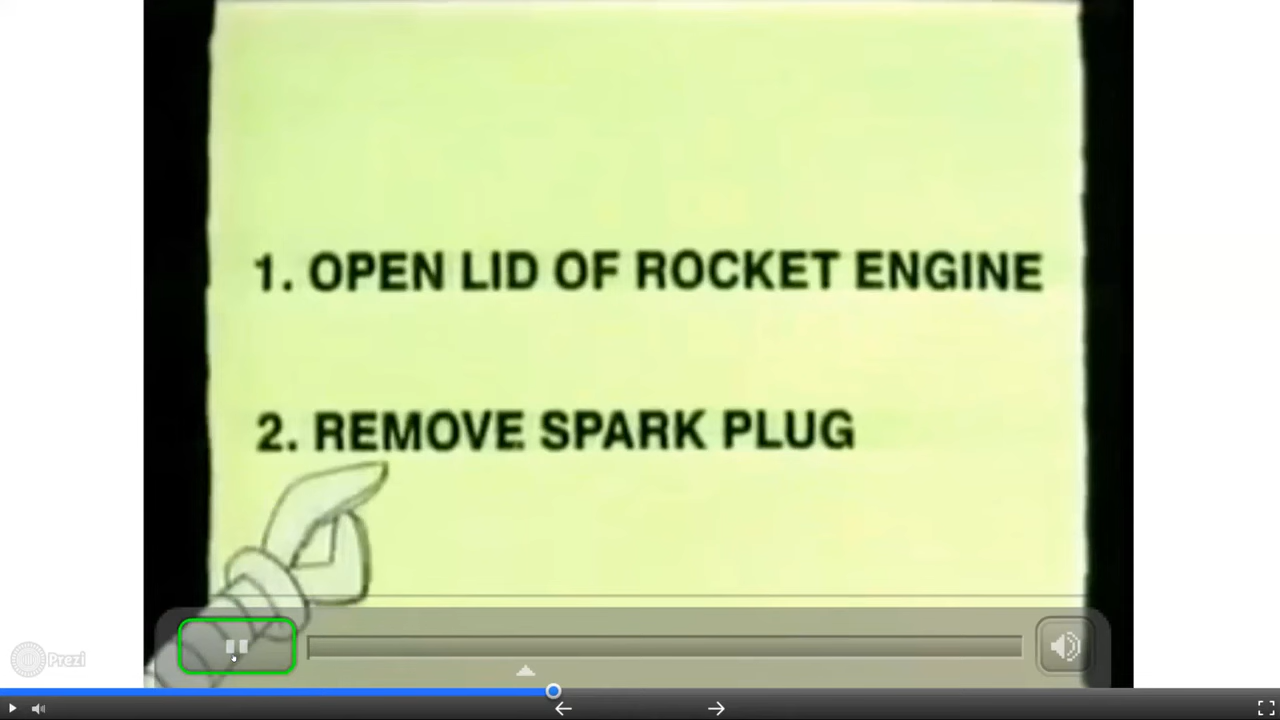 1. OPEN LID OF ROCKET ENGINE
2. REMOVE SPARK PLUG
Prezi